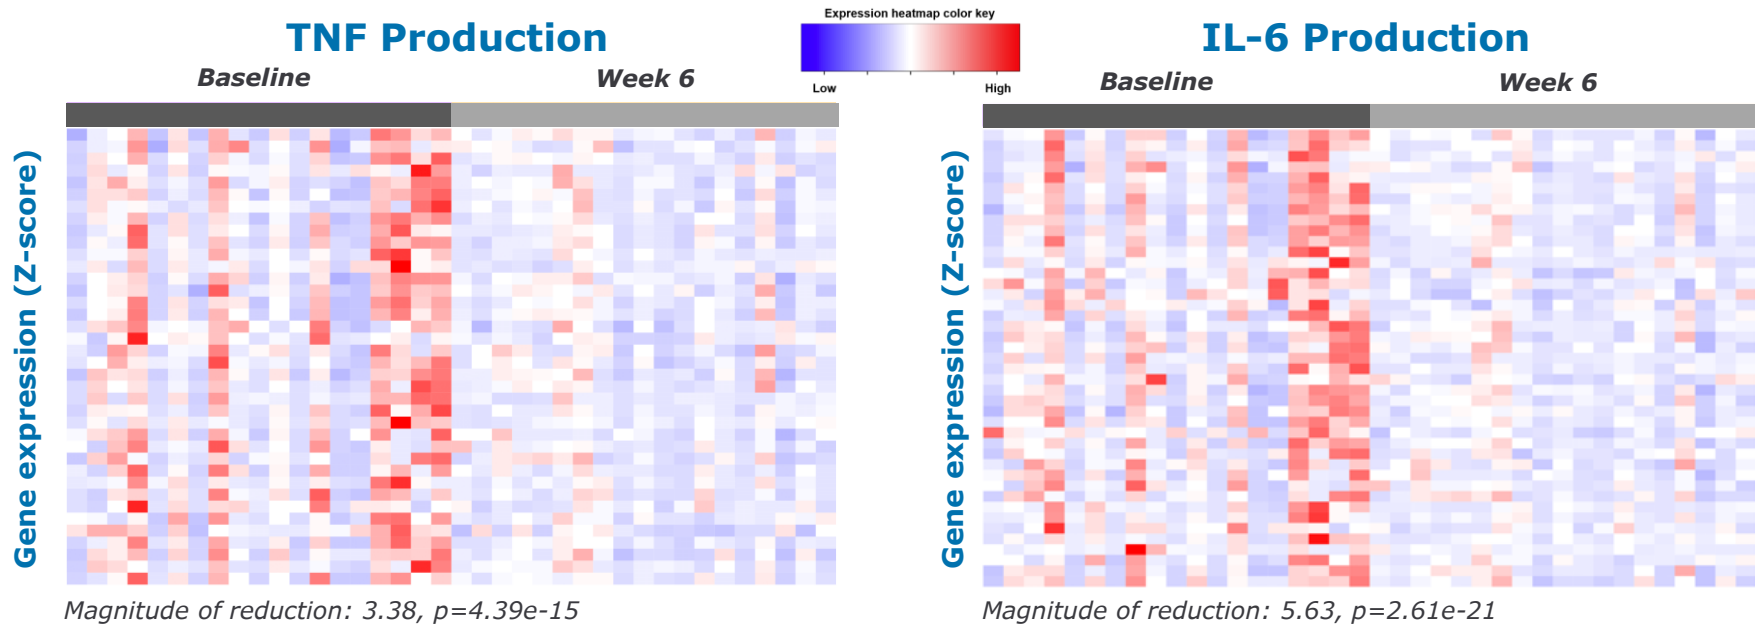 Expression heatmap color key
Low High
TNF Production
Baseline Week 6
Gene expression (Z-score)
Magnitude of reduction: 3.38, p=4.39e-15
IL-6 Production
Baseline Week 6
Gene expression (Z-score)
Magnitude of reduction: 5.63, p=2.61e-21